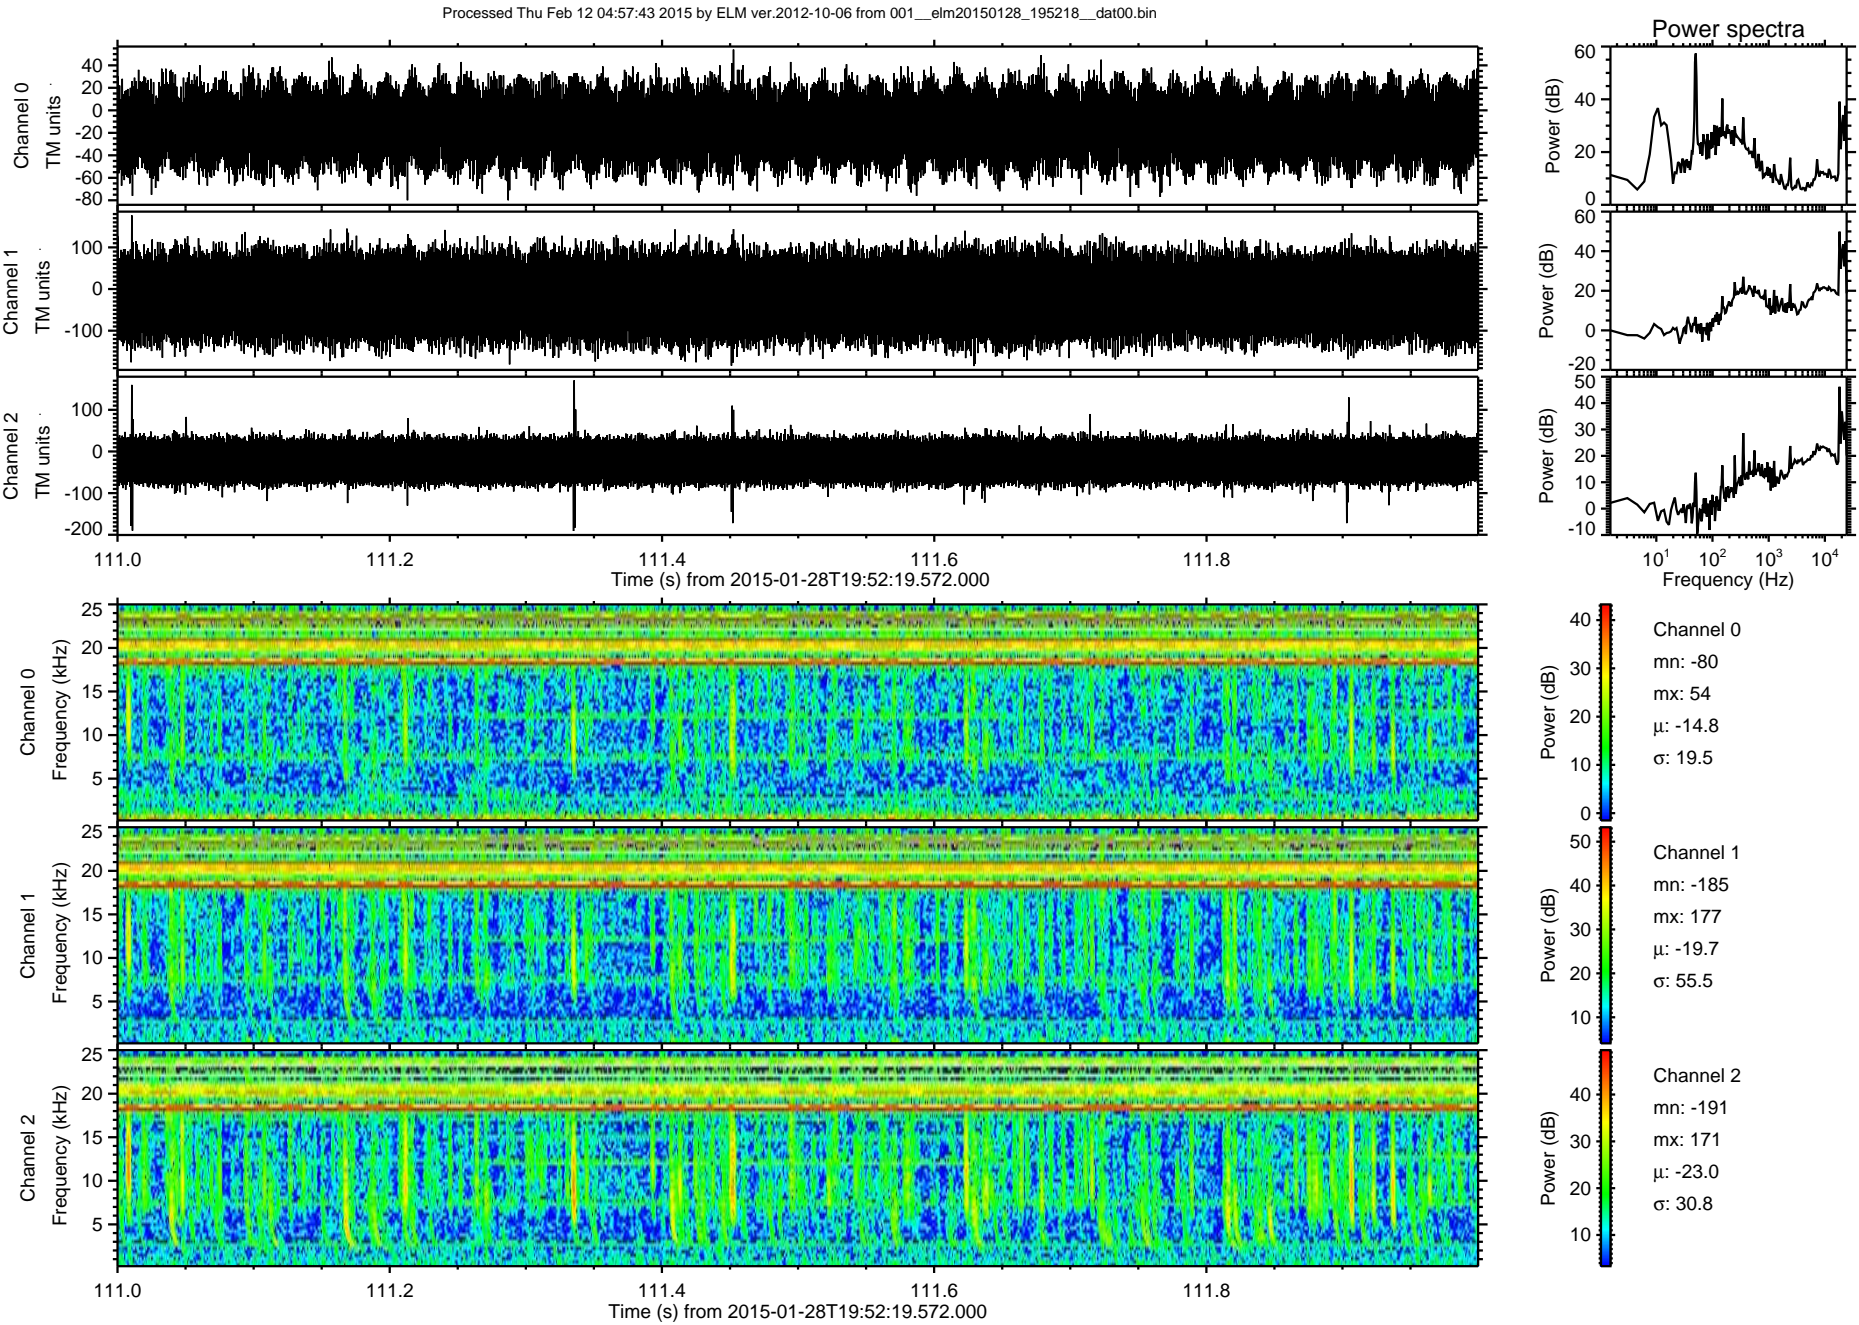 Processed Thu Feb 12 04:57:43 2015 by ELM ver.2012-10-06 from 001__elm20150128_195218__dat00.bin
Power spectra
Channel 0
TM units
40
20
0
-20
-40
-60
-80
Power (dB)
60
40
20
0
Channel 1
TM units
100
0
-100
Power (dB)
60
40
20
0
-20
Channel 2
TM units
100
0
-100
-200
Power (dB)
50
40
30
20
10
0
-10
111.0 111.2 111.4 111.6 111.8
Time (s) from 2015-01-28T19:52:19.572.000
10¹ 10² 10³ 10⁴
Frequency (Hz)
Channel 0
Frequency (kHz)
25
20
15
10
5
Power (dB)
40
30
20
10
0
Channel 0
mn: -80
mx: 54
μ: -14.8
σ: 19.5
Channel 1
Frequency (kHz)
25
20
15
10
5
Power (dB)
50
40
30
20
10
Channel 1
mn: -185
mx: 177
μ: -19.7
σ: 55.5
Channel 2
Frequency (kHz)
25
20
15
10
5
Power (dB)
40
30
20
10
Channel 2
mn: -191
mx: 171
μ: -23.0
σ: 30.8
111.0 111.2 111.4 111.6 111.8
Time (s) from 2015-01-28T19:52:19.572.000